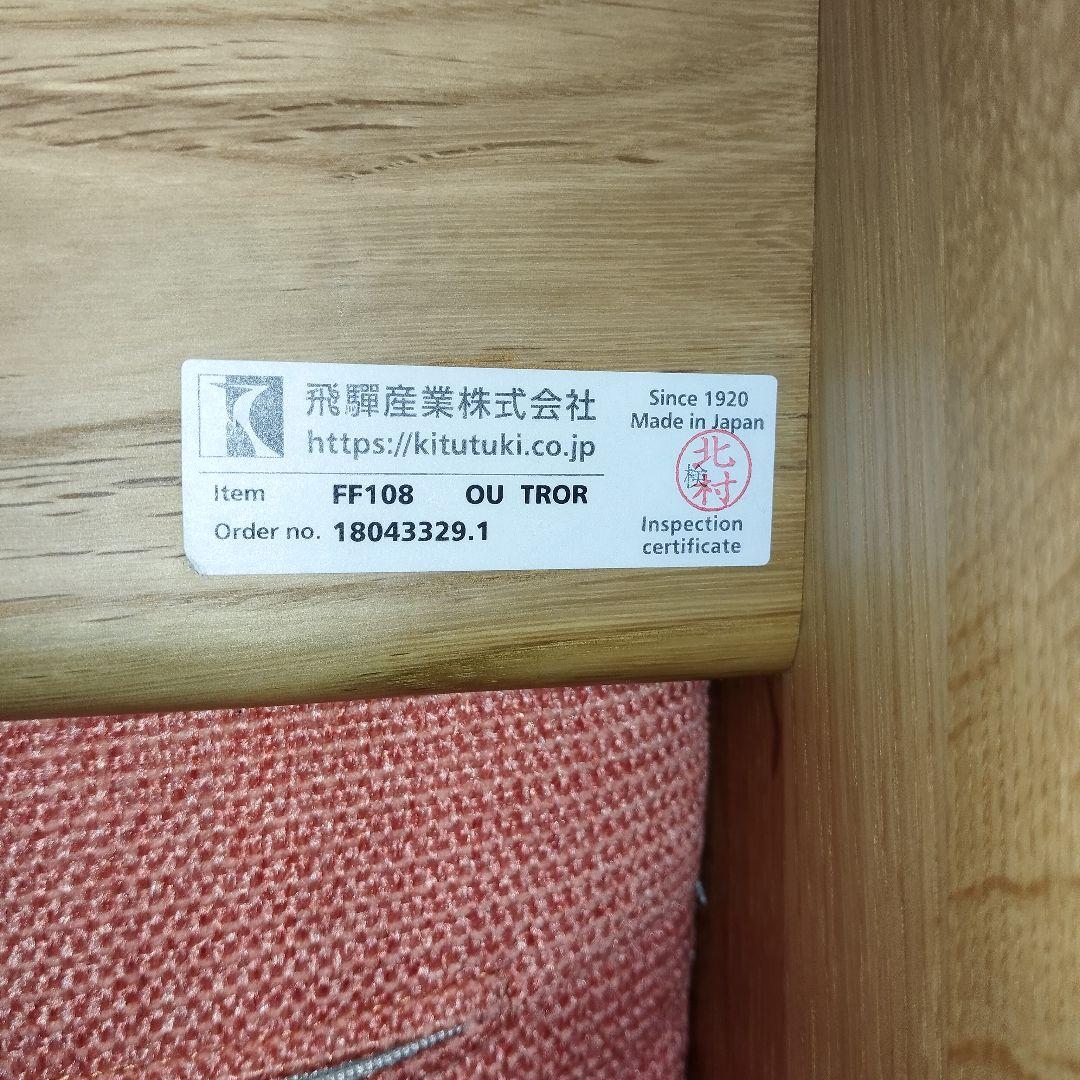 飛驒産業株式会社
https://kitutuki.co.jp
Item FF108 OU TROR
Order no. 18043329.1
Since 1920
Made in Japan
北村
検
Inspection
certificate